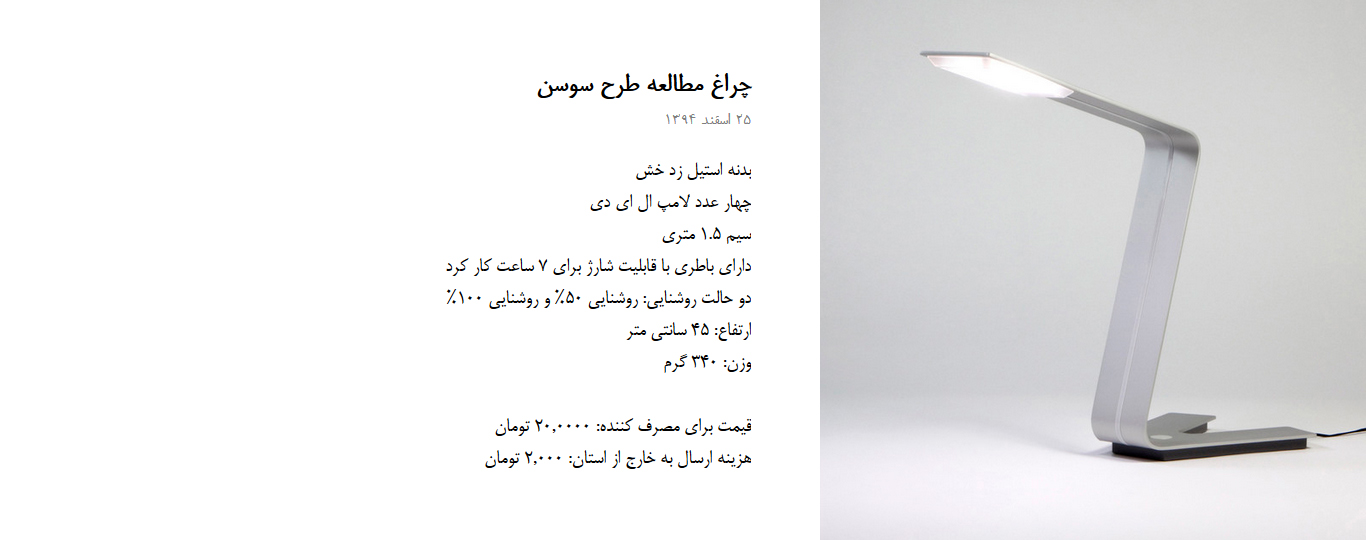 چراغ مطالعه طرح سوسن
۲۵ اسفند ۱۳۹۴
بدنه استیل زد خش
چهار عدد لامپ ال ای دی
سیم ۱.۵ متری
دارای باطری با قابلیت شارژ برای ۷ ساعت کار کرد
دو حالت روشنایی: روشنایی ۵۰٪ و روشنایی ۱۰۰٪
ارتفاع: ۴۵ سانتی متر
وزن: ۳۴۰ گرم
قیمت برای مصرف کننده: ۲۰,۰۰۰۰ تومان
هزینه ارسال به خارج از استان: ۲,۰۰۰ تومان